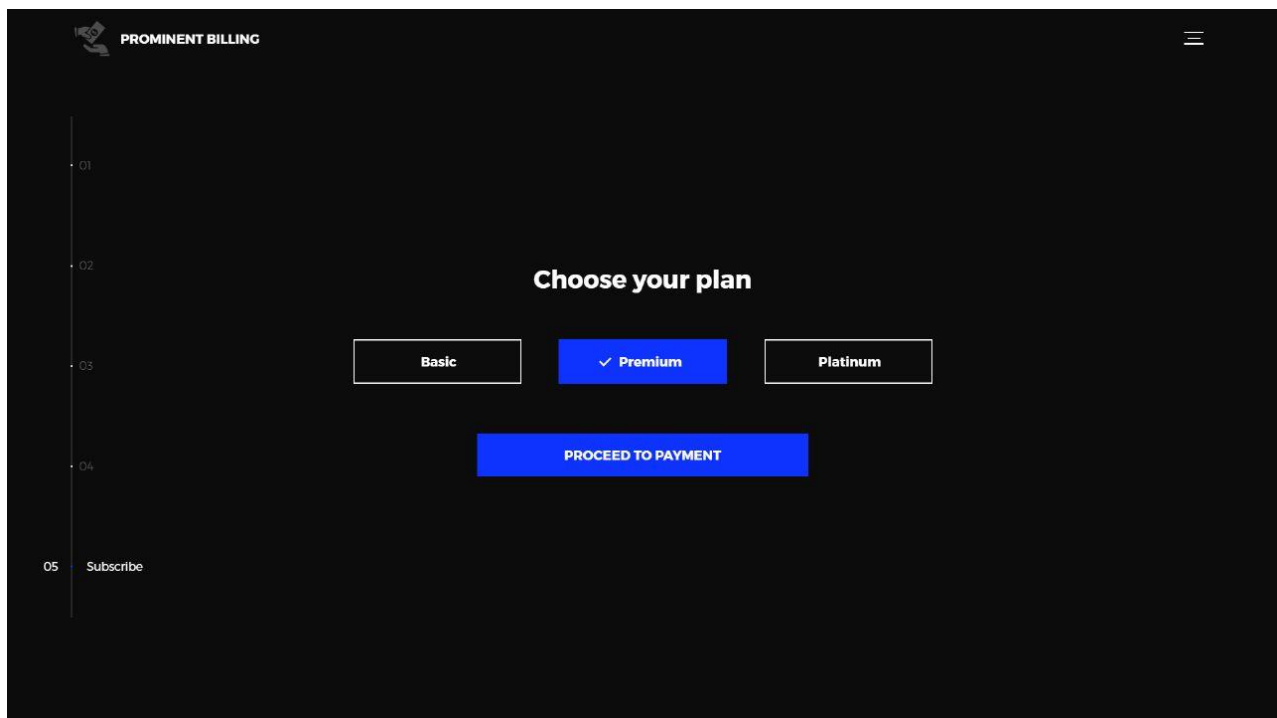 PROMINENT BILLING
01
02
Choose your plan
03
Basic
Premium
Platinum
PROCEED TO PAYMENT
04
05 Subscribe